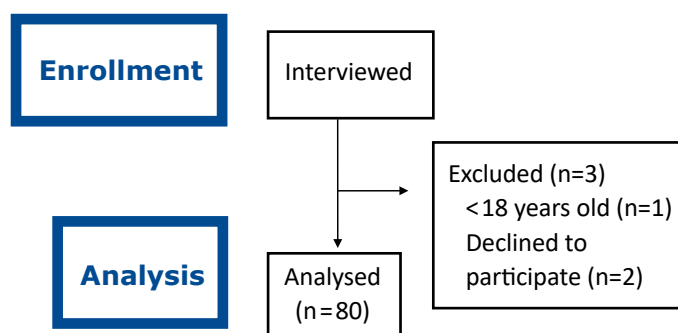 Enrollment
Interviewed
Excluded (n=3)
<18 years old (n=1)
Declined to
participate (n=2)
Analysis
Analysed
(n=80)